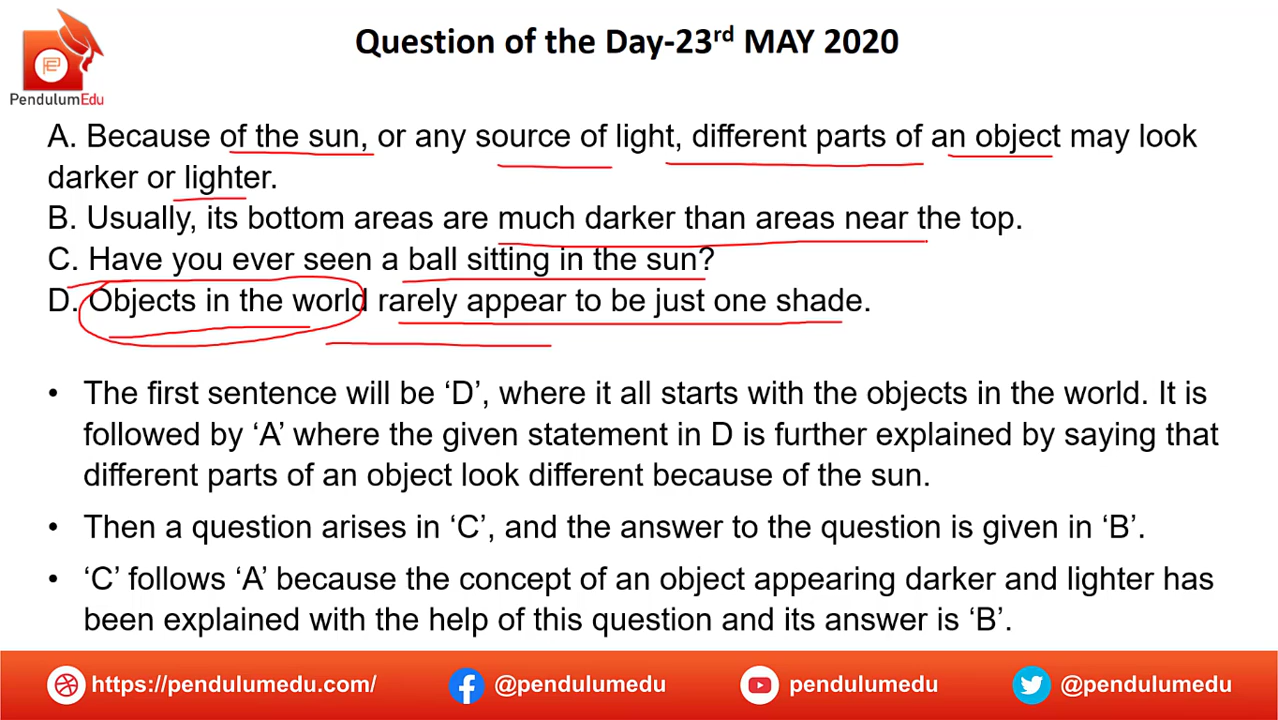 Question of the Day-23rd MAY 2020
PendulumEdu
A. Because of the sun, or any source of light, different parts of an object may look
darker or lighter.
B. Usually, its bottom areas are much darker than areas near the top.
C. Have you ever seen a ball sitting in the sun?
D. Objects in the world rarely appear to be just one shade.
• The first sentence will be ‘D’, where it all starts with the objects in the world. It is
followed by ‘A’ where the given statement in D is further explained by saying that
different parts of an object look different because of the sun.
• Then a question arises in ‘C’, and the answer to the question is given in ‘B’.
• ‘C’ follows ‘A’ because the concept of an object appearing darker and lighter has
been explained with the help of this question and its answer is ‘B’.
https://pendulumedu.com/ @pendulumedu pendulumedu @pendulumedu